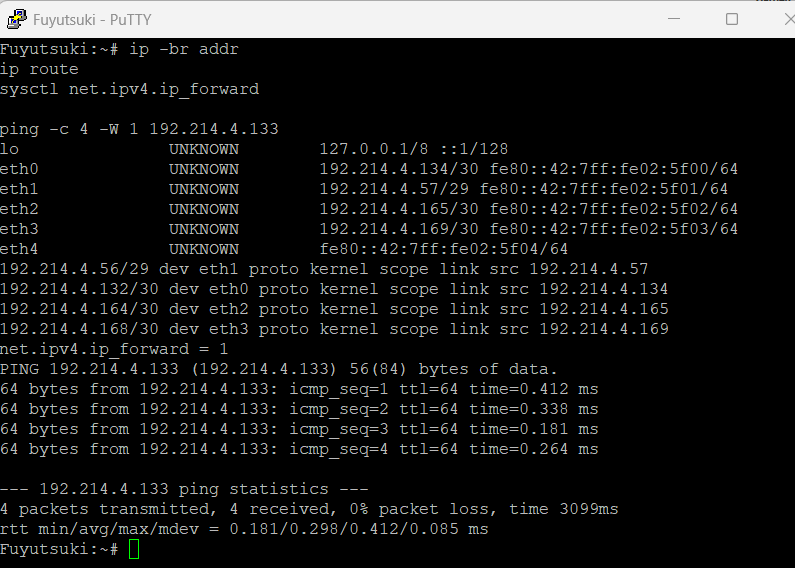 Fuyutsuki - PuTTY
Fuyutsuki:~# ip -br addr
ip route
sysctl net.ipv4.ip_forward
ping -c 4 -W 1 192.214.4.133
lo               UNKNOWN        127.0.0.1/8 ::1/128
eth0             UNKNOWN        192.214.4.134/30 fe80::42:7ff:fe02:5f00/64
eth1             UNKNOWN        192.214.4.57/29 fe80::42:7ff:fe02:5f01/64
eth2             UNKNOWN        192.214.4.165/30 fe80::42:7ff:fe02:5f02/64
eth3             UNKNOWN        192.214.4.169/30 fe80::42:7ff:fe02:5f03/64
eth4             UNKNOWN        fe80::42:7ff:fe02:5f04/64
192.214.4.56/29 dev eth1 proto kernel scope link src 192.214.4.57
192.214.4.132/30 dev eth0 proto kernel scope link src 192.214.4.134
192.214.4.164/30 dev eth2 proto kernel scope link src 192.214.4.165
192.214.4.168/30 dev eth3 proto kernel scope link src 192.214.4.169
net.ipv4.ip_forward = 1
PING 192.214.4.133 (192.214.4.133) 56(84) bytes of data.
64 bytes from 192.214.4.133: icmp_seq=1 ttl=64 time=0.412 ms
64 bytes from 192.214.4.133: icmp_seq=2 ttl=64 time=0.338 ms
64 bytes from 192.214.4.133: icmp_seq=3 ttl=64 time=0.181 ms
64 bytes from 192.214.4.133: icmp_seq=4 ttl=64 time=0.264 ms
--- 192.214.4.133 ping statistics ---
4 packets transmitted, 4 received, 0% packet loss, time 3099ms
rtt min/avg/max/mdev = 0.181/0.298/0.412/0.085 ms
Fuyutsuki:~#